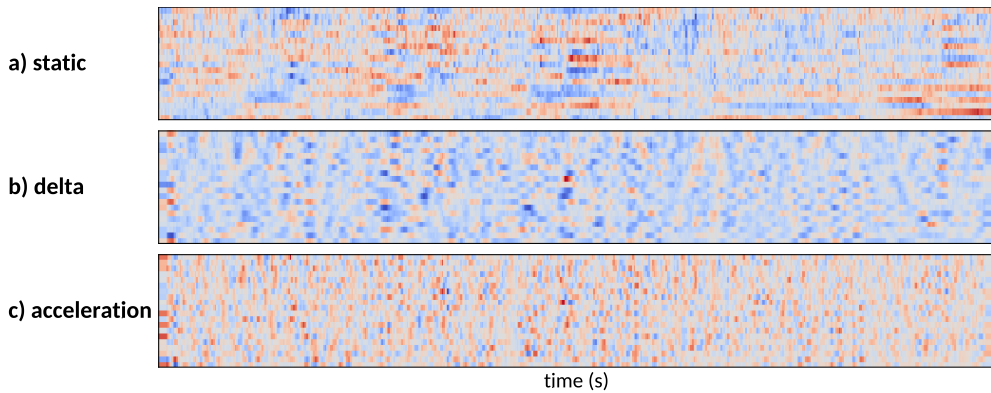 a) static
b) delta
c) acceleration
time (s)